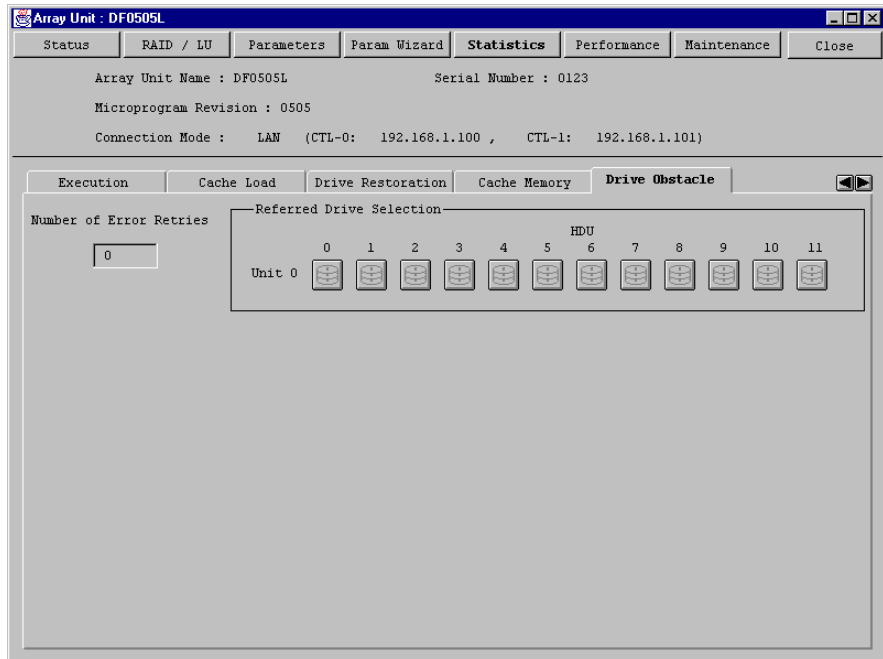 Array Unit : DF0505L
Status RAID / LU Parameters Param Wizard Statistics Performance Maintenance Close
Array Unit Name : DF0505L Serial Number : 0123
Microprogram Revision : 0505
Connection Mode : LAN (CTL-0: 192.168.1.100 , CTL-1: 192.168.1.101)
Execution Cache Load Drive Restoration Cache Memory Drive Obstacle
Number of Error Retries
0
Referred Drive Selection
HDU
0 1 2 3 4 5 6 7 8 9 10 11
Unit 0